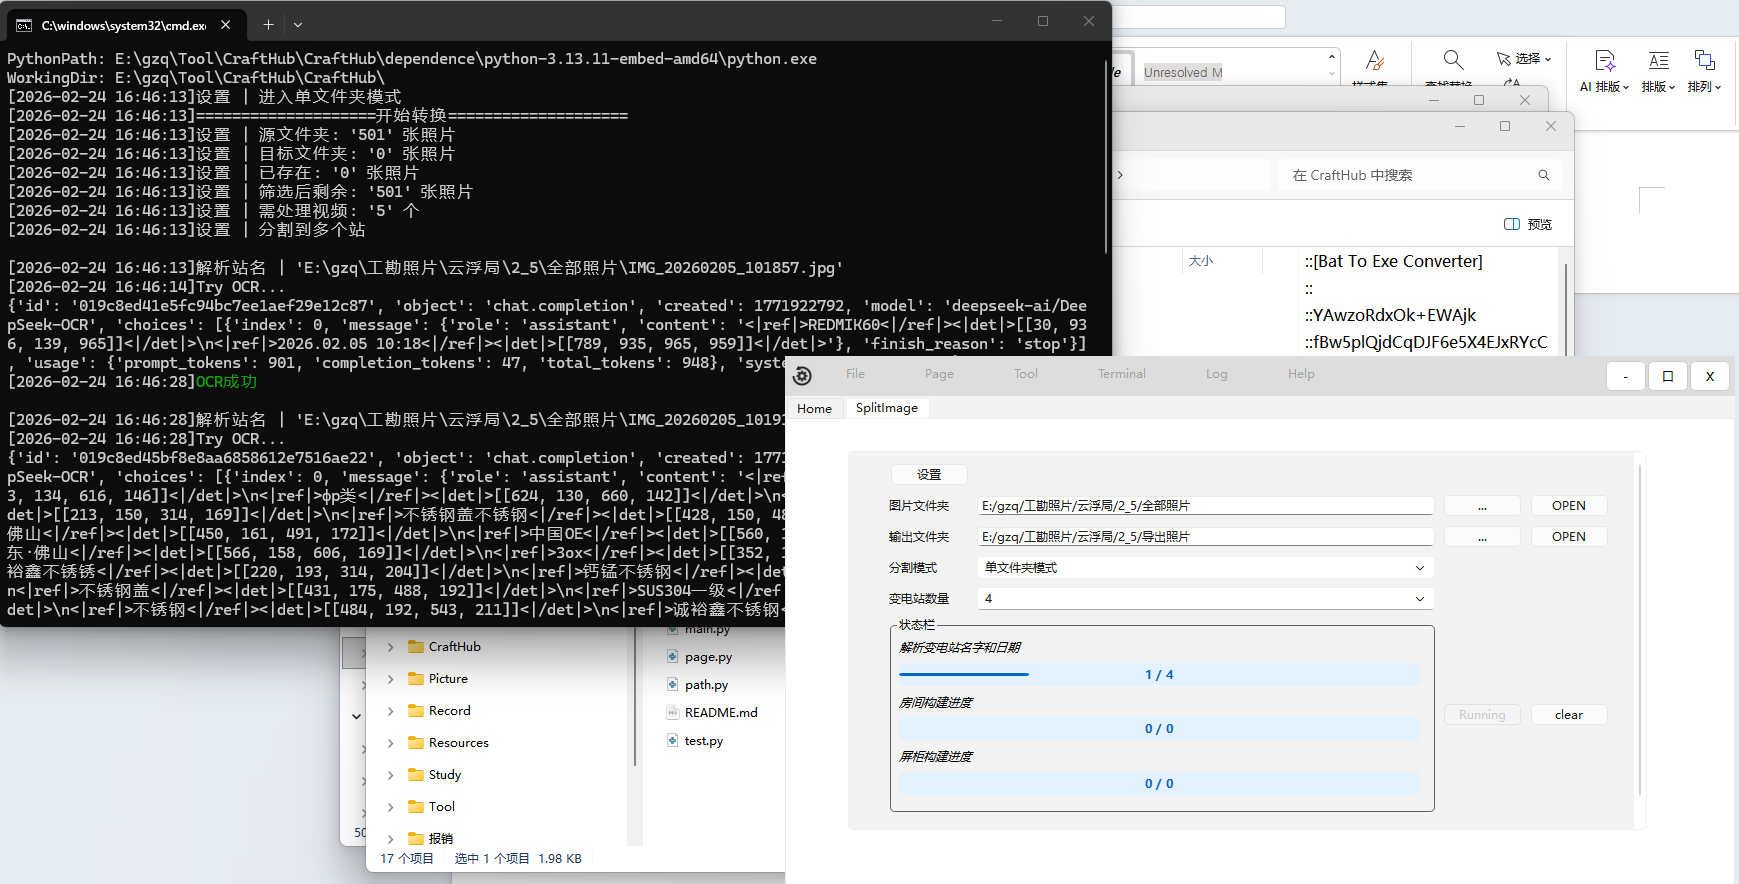 C:\windows\system32\cmd.exe
PythonPath: E:\gzq\Tool\CraftHub\CraftHub\dependence\python-3.13.11-embed-amd64\python.exe
WorkingDir: E:\gzq\Tool\CraftHub\CraftHub\
[2026-02-24 16:46:13]设置 | 进入单文件夹模式
[2026-02-24 16:46:13]====================开始转换====================
[2026-02-24 16:46:13]设置 | 源文件夹: '501' 张照片
[2026-02-24 16:46:13]设置 | 目标文件夹: '0' 张照片
[2026-02-24 16:46:13]设置 | 已存在: '0' 张照片
[2026-02-24 16:46:13]设置 | 筛选后剩余: '501' 张照片
[2026-02-24 16:46:13]设置 | 需处理视频: '5' 个
[2026-02-24 16:46:13]设置 | 分割到多个站
[2026-02-24 16:46:13]解析站名 | 'E:\gzq\工勘照片\云浮局\2_5\全部照片\IMG_20260205_101857.jpg'
[2026-02-24 16:46:14]Try OCR...
{'id': '019c8ed41e5fc94bc7ee1aef29e12c87', 'object': 'chat.completion', 'created': 1771922792, 'model': 'deepseek-ai/Dee
pSeek-OCR', 'choices': [{'index': 0, 'message': {'role': 'assistant', 'content': '<|ref|>REDMIK60<|/ref|><|det|>[[30, 93
6, 139, 965]]<|/det|>\n<|ref|>2026.02.05 10:18<|/ref|><|det|>[[789, 935, 965, 959]]<|/det|>'}, 'finish_reason': 'stop'}]
, 'usage': {'prompt_tokens': 901, 'completion_tokens': 47, 'total_tokens': 948}, 'syste
[2026-02-24 16:46:28]OCR成功
[2026-02-24 16:46:28]解析站名 | 'E:\gzq\工勘照片\云浮局\2_5\全部照片\IMG_20260205_1019
[2026-02-24 16:46:28]Try OCR...
{'id': '019c8ed45bf8e8aa6858612e7516ae22', 'object': 'chat.completion', 'created': 177
pSeek-OCR', 'choices': [{'index': 0, 'message': {'role': 'assistant', 'content': '<|ref
3, 134, 616, 146]]<|/det|>\n<|ref|>фр类<|/ref|><|det|>[[624, 130, 660, 142]]<|/det|>\n<
det|>[[213, 150, 314, 169]]<|/det|>\n<|ref|>不锈钢盖不锈钢<|/ref|><|det|>[[428, 150, 48
佛山<|/ref|><|det|>[[450, 161, 491, 172]]<|/det|>\n<|ref|>中国OE<|/ref|><|det|>[[560, 1
东·佛山<|/ref|><|det|>[[566, 158, 606, 169]]<|/det|>\n<|ref|>3ox<|/ref|><|det|>[[352, 1
裕鑫不锈锈<|/ref|><|det|>[[220, 193, 314, 204]]<|/det|>\n<|ref|>钙锰不锈钢<|/ref|><|det|
n<|ref|>不锈钢盖<|/ref|><|det|>[[431, 175, 488, 192]]<|/det|>\n<|ref|>SUS304一级<|/ref
det|>\n<|ref|>不锈钢<|/ref|><|det|>[[484, 192, 543, 211]]<|/det|>\n<|ref|>诚裕鑫不锈钢<
Unresolved M
选择
AI 排版
排版
排列
在 CraftHub 中搜索
预览
大小
::[Bat To Exe Converter]
::
::YAwzoRdxOk+EWAjk
::fBw5plQjdCqDJF6e5X4EJxRYcC
File Page Tool Terminal Log Help
- 口 X
Home SplitImage
设置
图片文件夹 E:/gzq/工勘照片/云浮局/2_5/全部照片 ... OPEN
输出文件夹 E:/gzq/工勘照片/云浮局/2_5/导出照片 ... OPEN
分割模式 单文件夹模式
变电站数量 4
状态栏
解析变电站名字和日期
1 / 4
房间构建进度
0 / 0
Running clear
屏柜构建进度
0 / 0
CraftHub
Picture
Record
Resources
Study
Tool
报销
main.py
page.py
path.py
README.md
test.py
50
17 个项目 选中 1 个项目 1.98 KB